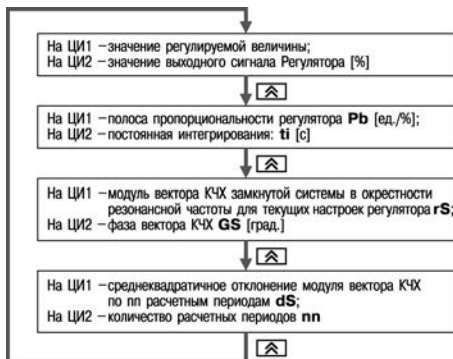 На ЦИ1 – значение регулируемой величины;
На ЦИ2 – значение выходного сигнала Регулятора [%]
На ЦИ1 – полоса пропорциональности регулятора Pb [ед./%];
На ЦИ2 – постоянная интегрирования: ti [с]
На ЦИ1 – модуль вектора КЧХ замкнутой системы в окрестности
резонансной частоты для текущих настроек регулятора rS;
На ЦИ2 – фаза вектора КЧХ GS [град.]
На ЦИ1 – среднеквадратичное отклонение модуля вектора КЧХ
по nn расчетным периодам dS;
На ЦИ2 – количество расчетных периодов nn